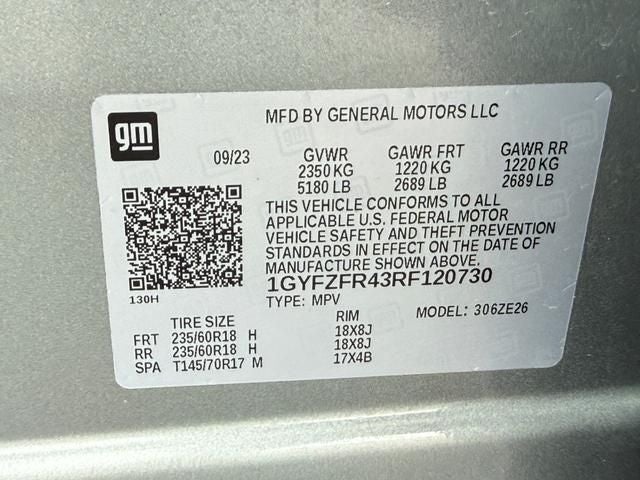 gm
MFD BY GENERAL MOTORS LLC
09/23 GVWR GAWR FRT GAWR RR
2350 KG 1220 KG 1220 KG
5180 LB 2689 LB 2689 LB
THIS VEHICLE CONFORMS TO ALL
APPLICABLE U.S. FEDERAL MOTOR
VEHICLE SAFETY AND THEFT PREVENTION
STANDARDS IN EFFECT ON THE DATE OF
MANUFACTURE SHOWN ABOVE.
1GYFZFR43RF120730
130H
TYPE: MPV MODEL: 306ZE26
TIRE SIZE RIM
FRT 235/60R18 H 18X8J
RR 235/60R18 H 18X8J
SPA T145/70R17 M 17X4B